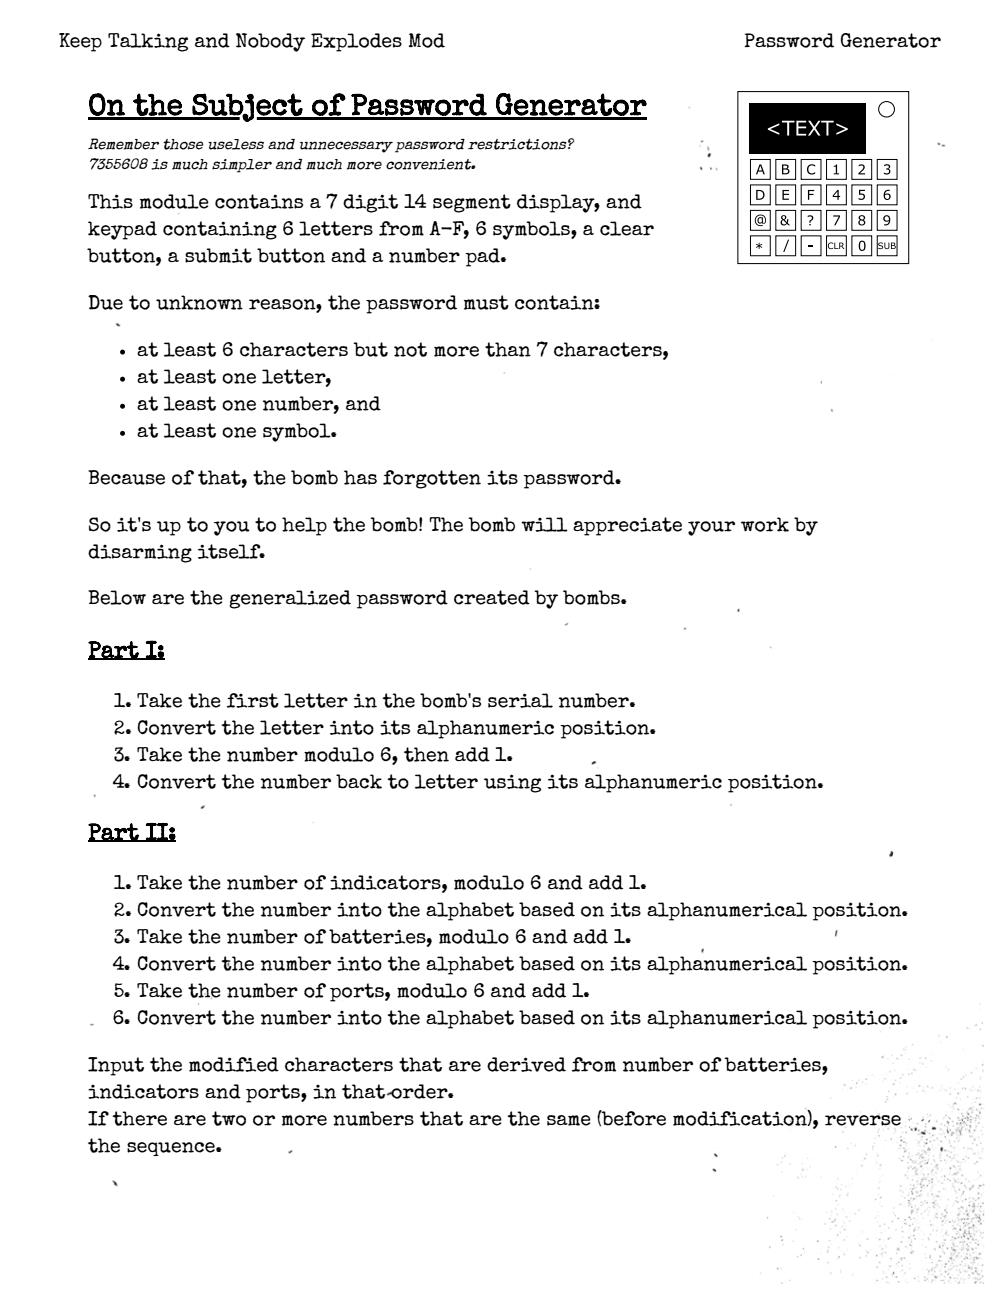 Keep Talking and Nobody Explodes Mod
Password Generator
On the Subject of Password Generator
Remember those useless and unnecessary password restrictions?
7355608 is much simpler and much more convenient.
<TEXT>
A B C 1 2 3
D E F 4 5 6
@ & ? 7 8 9
* / - CLR 0 SUB
This module contains a 7 digit 14 segment display, and
keypad containing 6 letters from A-F, 6 symbols, a clear
button, a submit button and a number pad.
Due to unknown reason, the password must contain:
• at least 6 characters but not more than 7 characters,
• at least one letter,
• at least one number, and
• at least one symbol.
Because of that, the bomb has forgotten its password.
So it's up to you to help the bomb! The bomb will appreciate your work by
disarming itself.
Below are the generalized password created by bombs.
Part I:
1. Take the first letter in the bomb's serial number.
2. Convert the letter into its alphanumeric position.
3. Take the number modulo 6, then add 1.
4. Convert the number back to letter using its alphanumeric position.
Part II:
1. Take the number of indicators, modulo 6 and add 1.
2. Convert the number into the alphabet based on its alphanumerical position.
3. Take the number of batteries, modulo 6 and add 1.
4. Convert the number into the alphabet based on its alphanumerical position.
5. Take the number of ports, modulo 6 and add 1.
6. Convert the number into the alphabet based on its alphanumerical position.
Input the modified characters that are derived from number of batteries,
indicators and ports, in that order.
If there are two or more numbers that are the same (before modification), reverse
the sequence.